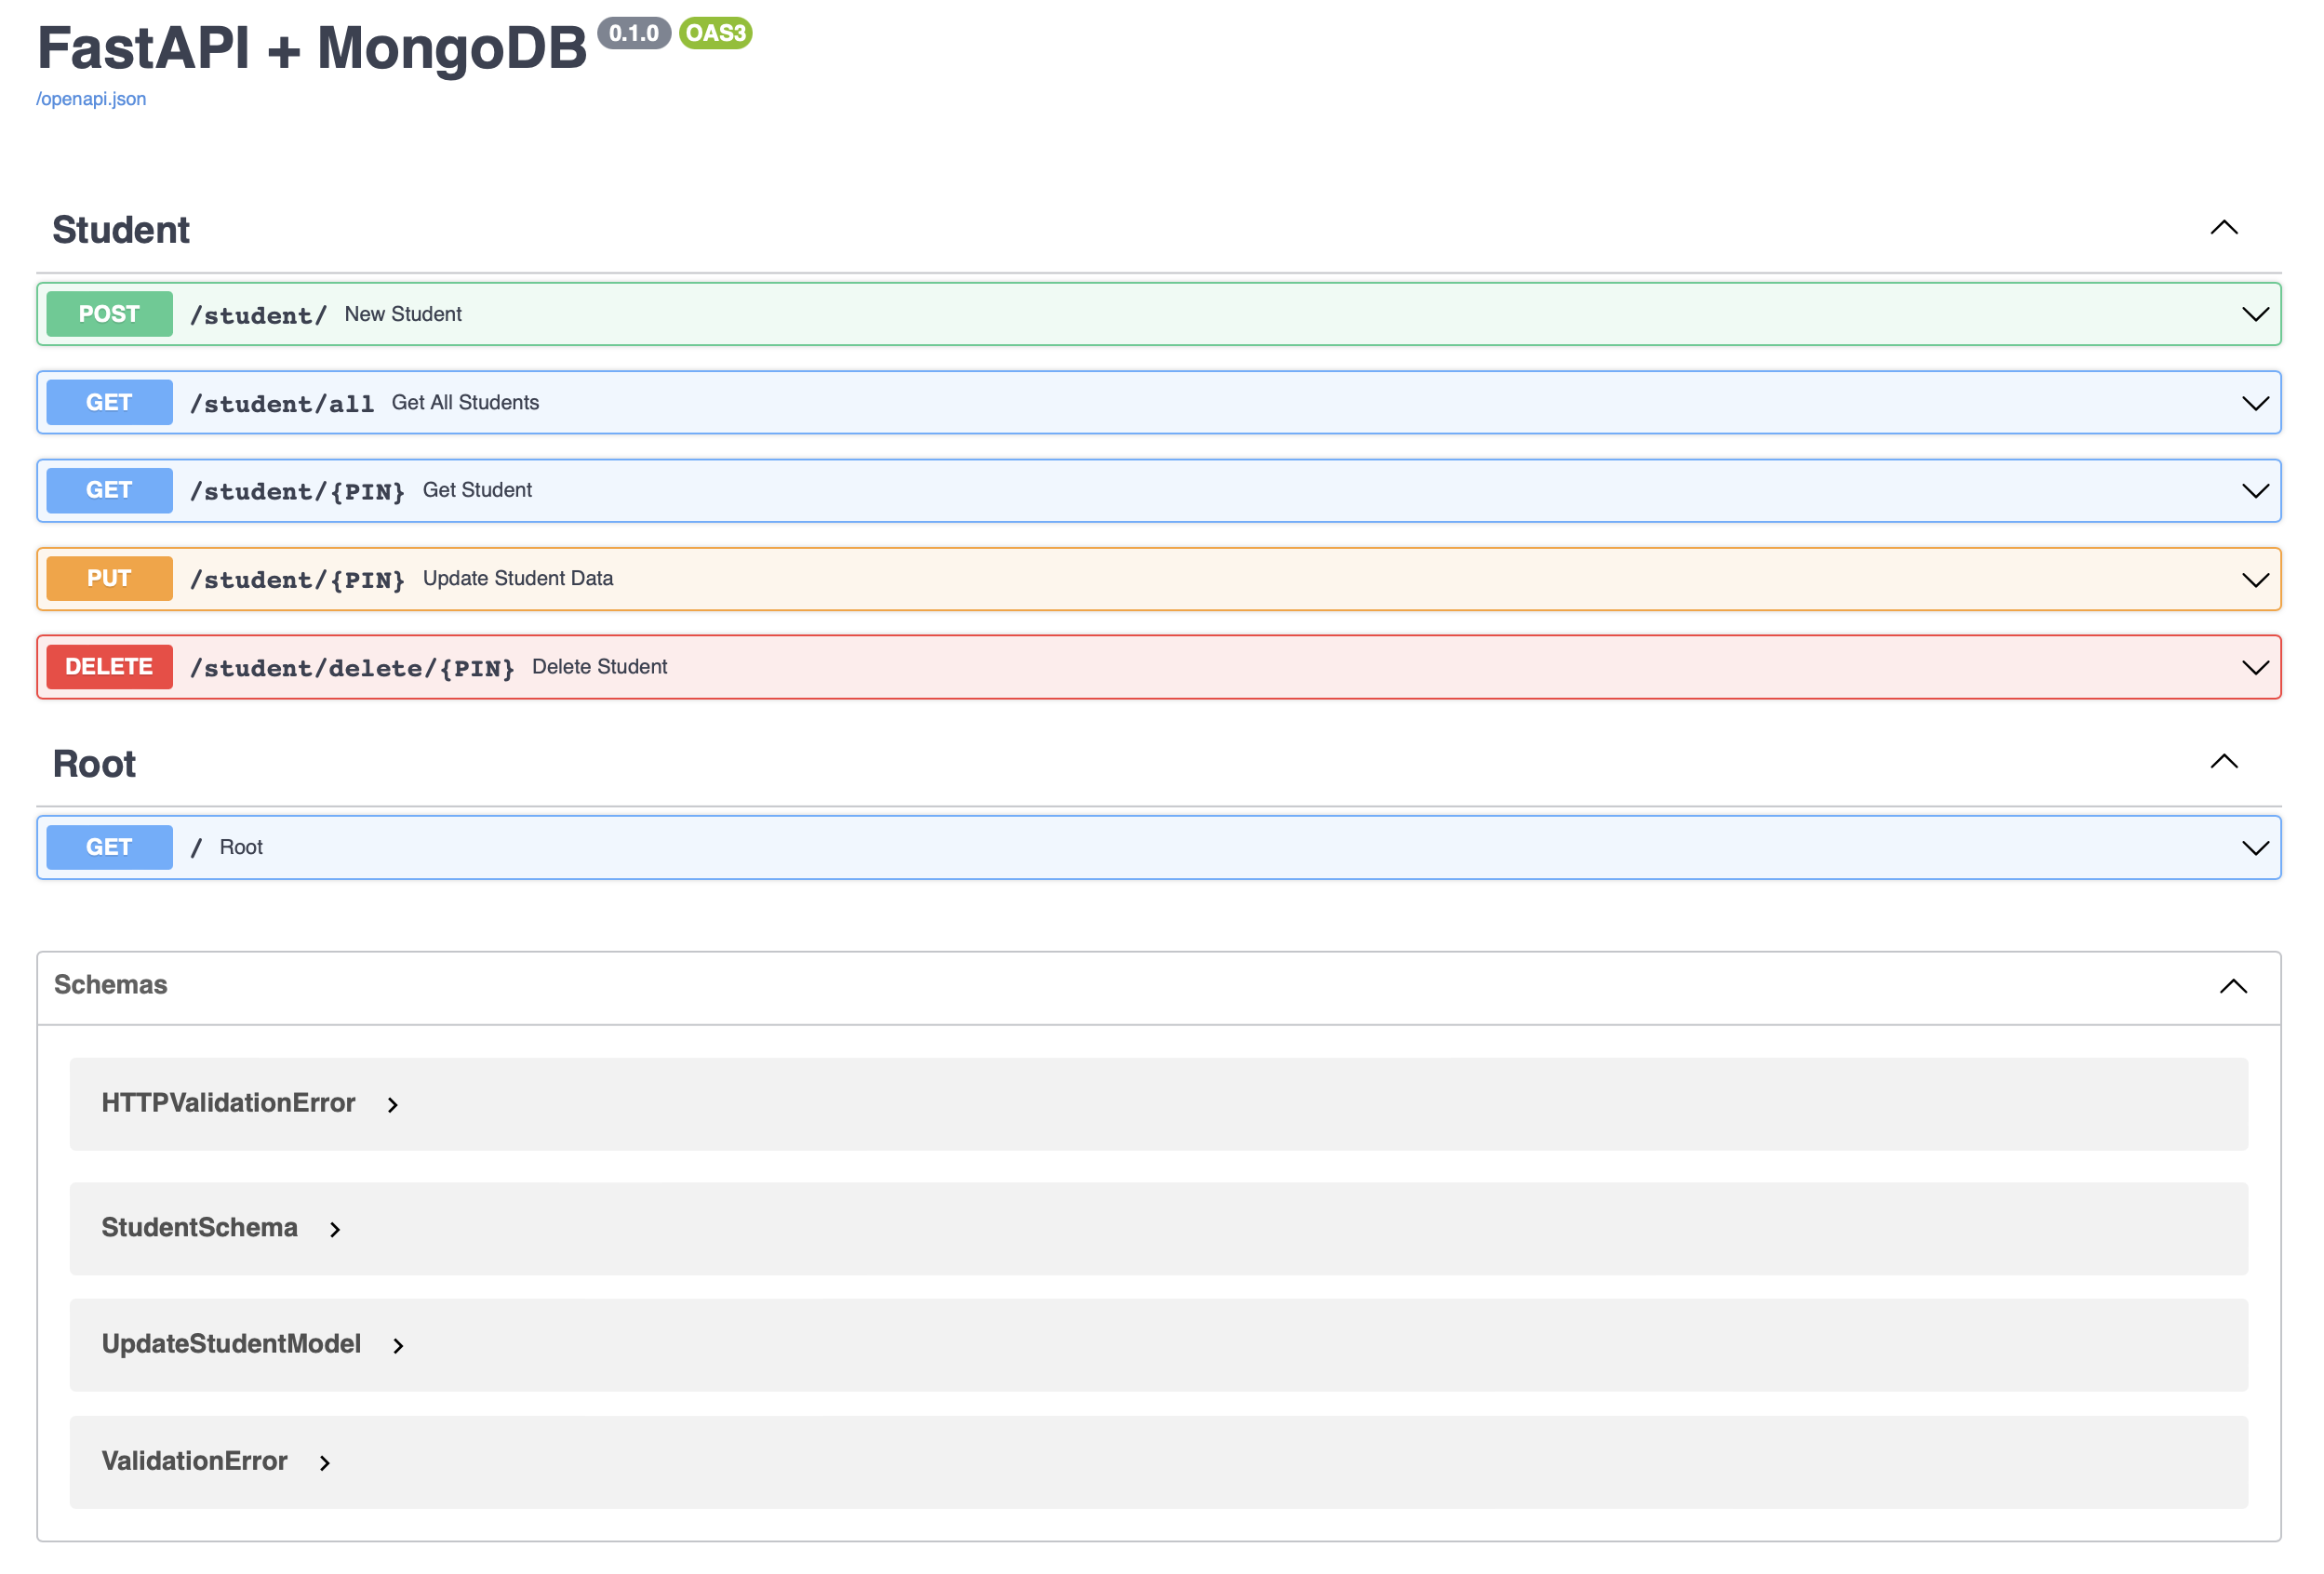 FastAPI + MongoDB 0.1.0 OAS3
/openapi.json
Student
POST /student/ New Student
GET /student/all Get All Students
GET /student/{PIN} Get Student
PUT /student/{PIN} Update Student Data
DELETE /student/delete/{PIN} Delete Student
Root
GET / Root
Schemas
HTTPValidationError
StudentSchema
UpdateStudentModel
ValidationError